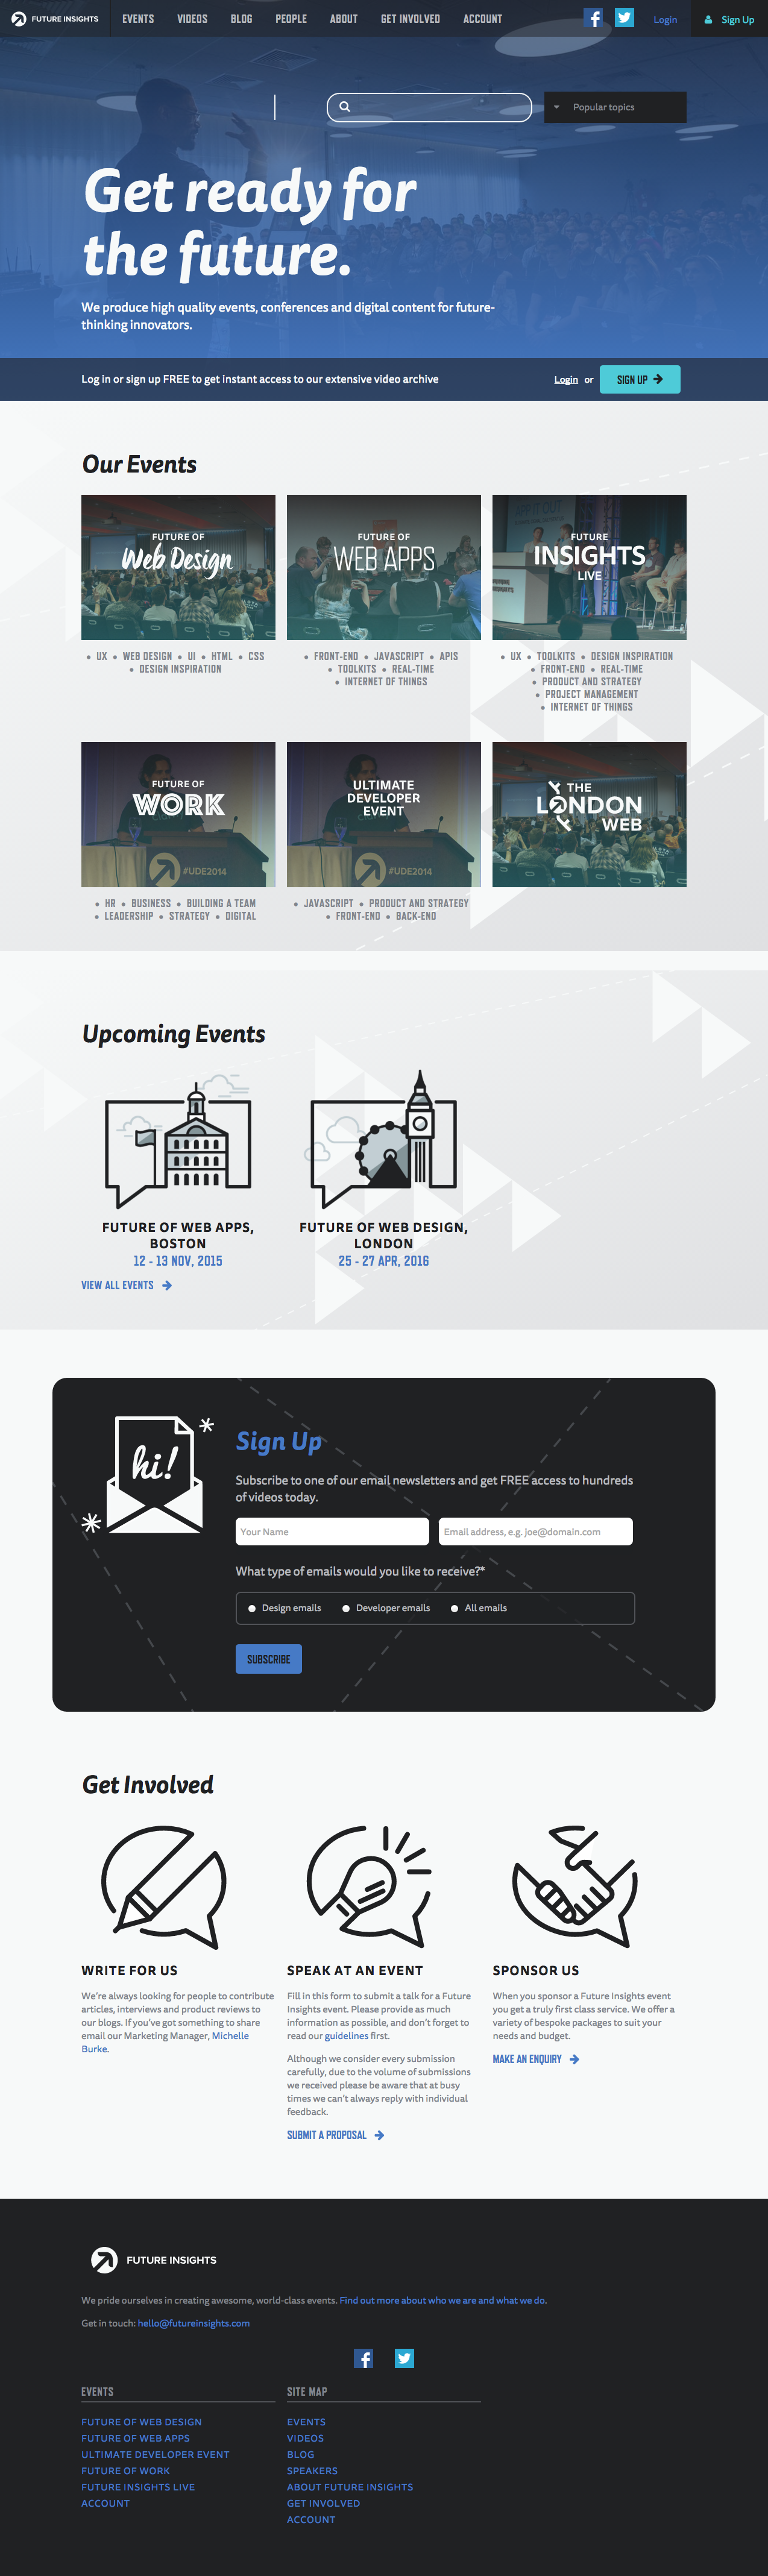 FUTURE INSIGHTS EVENTS VIDEOS BLOG PEOPLE ABOUT GET INVOLVED ACCOUNT Login Sign Up
Popular topics
Get ready for
the future.
We produce high quality events, conferences and digital content for future-
thinking innovators.
Log in or sign up FREE to get instant access to our extensive video archive Login or SIGN UP
Our Events
FUTURE OF
Web Design
• UX • WEB DESIGN • UI • HTML • CSS
• DESIGN INSPIRATION
FUTURE OF
WEB APPS
• FRONT-END • JAVASCRIPT • APIS
• TOOLKITS • REAL-TIME
• INTERNET OF THINGS
FUTURE
INSIGHTS
LIVE
• UX • TOOLKITS • DESIGN INSPIRATION
• FRONT-END • REAL-TIME
• PRODUCT AND STRATEGY
• PROJECT MANAGEMENT
• INTERNET OF THINGS
FUTURE OF
WORK
#UDE2014
• HR • BUSINESS • BUILDING A TEAM
• LEADERSHIP • STRATEGY • DIGITAL
ULTIMATE
DEVELOPER
EVENT
#UDE2014
• JAVASCRIPT • PRODUCT AND STRATEGY
• FRONT-END • BACK-END
THE
LONDON
WEB
Upcoming Events
FUTURE OF WEB APPS,
BOSTON
12 - 13 NOV, 2015
FUTURE OF WEB DESIGN,
LONDON
25 - 27 APR, 2016
VIEW ALL EVENTS
hi!
Sign Up
Subscribe to one of our email newsletters and get FREE access to hundreds
of videos today.
Your Name Email address, e.g. joe@domain.com
What type of emails would you like to receive?*
Design emails Developer emails All emails
SUBSCRIBE
Get Involved
WRITE FOR US
We're always looking for people to contribute
articles, interviews and product reviews to
our blogs. If you've got something to share
email our Marketing Manager, Michelle
Burke.
SPEAK AT AN EVENT
Fill in this form to submit a talk for a Future
Insights event. Please provide as much
information as possible, and don't forget to
read our guidelines first.
Although we consider every submission
carefully, due to the volume of submissions
we received please be aware that at busy
times we can't always reply with individual
feedback.
SUBMIT A PROPOSAL
SPONSOR US
When you sponsor a Future Insights event
you get a truly first class service. We offer a
variety of bespoke packages to suit your
needs and budget.
MAKE AN ENQUIRY
FUTURE INSIGHTS
We pride ourselves in creating awesome, world-class events. Find out more about who we are and what we do.
Get in touch: hello@futureinsights.com
EVENTS
FUTURE OF WEB DESIGN
FUTURE OF WEB APPS
ULTIMATE DEVELOPER EVENT
FUTURE OF WORK
FUTURE INSIGHTS LIVE
ACCOUNT
SITE MAP
EVENTS
VIDEOS
BLOG
SPEAKERS
ABOUT FUTURE INSIGHTS
GET INVOLVED
ACCOUNT